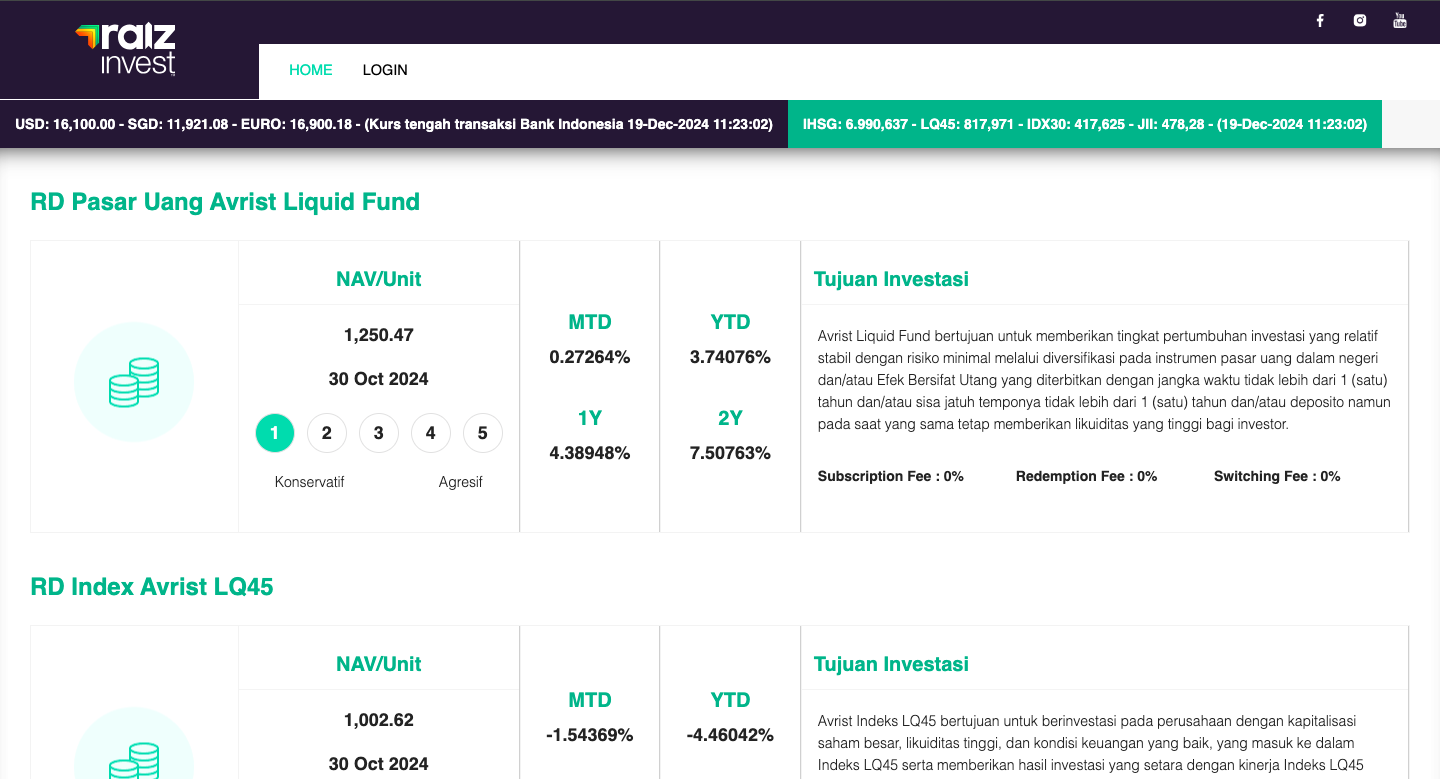 raiz
invest
HOME LOGIN
USD: 16,100.00 - SGD: 11,921.08 - EURO: 16,900.18 - (Kurs tengah transaksi Bank Indonesia 19-Dec-2024 11:23:02)
IHSG: 6.990,637 - LQ45: 817,971 - IDX30: 417,625 - JII: 478,28 - (19-Dec-2024 11:23:02)
RD Pasar Uang Avrist Liquid Fund
NAV/Unit
1,250.47
30 Oct 2024
1 2 3 4 5
Konservatif Agresif
MTD
0.27264%
YTD
3.74076%
1Y
4.38948%
2Y
7.50763%
Tujuan Investasi
Avrist Liquid Fund bertujuan untuk memberikan tingkat pertumbuhan investasi yang relatif
stabil dengan risiko minimal melalui diversifikasi pada instrumen pasar uang dalam negeri
dan/atau Efek Bersifat Utang yang diterbitkan dengan jangka waktu tidak lebih dari 1 (satu)
tahun dan/atau sisa jatuh temponya tidak lebih dari 1 (satu) tahun dan/atau deposito namun
pada saat yang sama tetap memberikan likuiditas yang tinggi bagi investor.
Subscription Fee : 0% Redemption Fee : 0% Switching Fee : 0%
RD Index Avrist LQ45
NAV/Unit
1,002.62
30 Oct 2024
MTD
-1.54369%
YTD
-4.46042%
Tujuan Investasi
Avrist Indeks LQ45 bertujuan untuk berinvestasi pada perusahaan dengan kapitalisasi
saham besar, likuiditas tinggi, dan kondisi keuangan yang baik, yang masuk ke dalam
Indeks LQ45 serta memberikan hasil investasi yang setara dengan kinerja Indeks LQ45